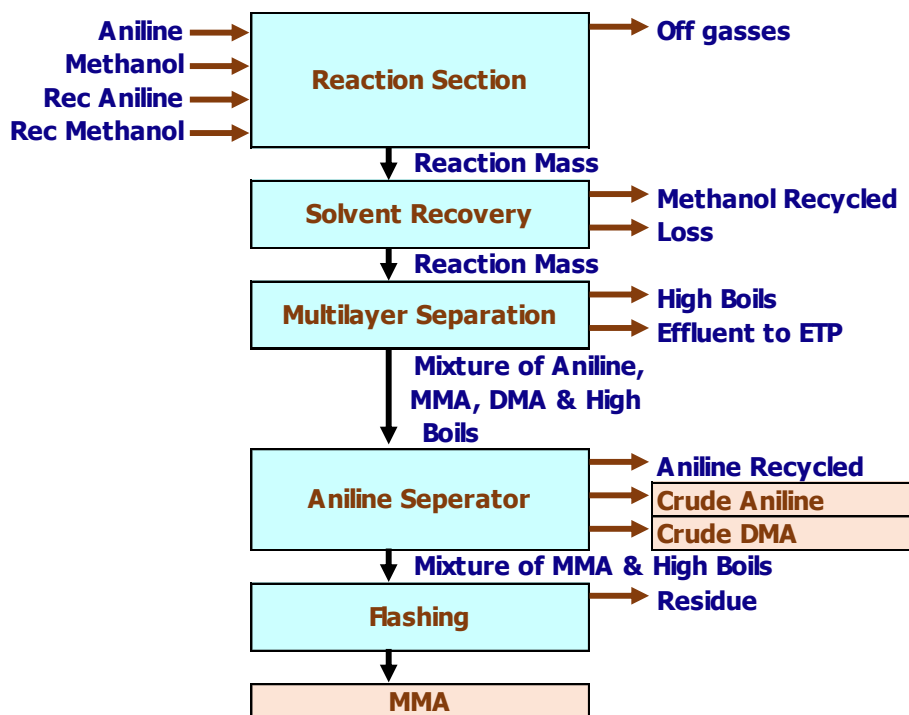 Aniline
Methanol
Rec Aniline
Rec Methanol
Reaction Section
Off gasses
Reaction Mass
Solvent Recovery
Methanol Recycled
Loss
Reaction Mass
Multilayer Separation
High Boils
Effluent to ETP
Mixture of Aniline,
MMA, DMA & High
Boils
Aniline Seperator
Aniline Recycled
Crude Aniline
Crude DMA
Mixture of MMA & High Boils
Flashing
Residue
MMA